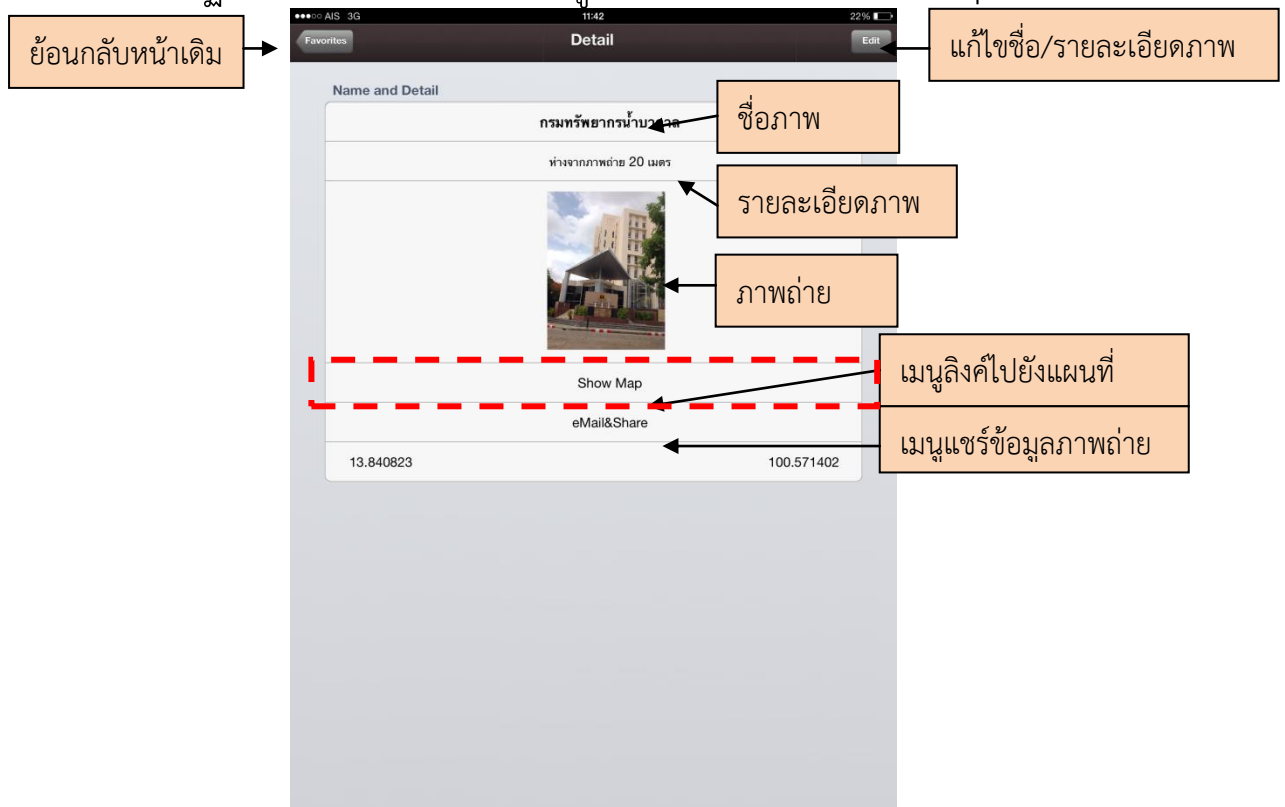 AIS 3G 11:42 22%
ย้อนกลับหน้าเดิม
Favorites Detail Edit
แก้ไขชื่อ/รายละเอียดภาพ
Name and Detail
ชื่อภาพ
ห่างจากภาพถ่าย 20 เมตร
รายละเอียดภาพ
ภาพถ่าย
Show Map
เมนูลิงค์ไปยังแผนที่
eMail&Share
เมนูแชร์ข้อมูลภาพถ่าย
13.840823 100.571402